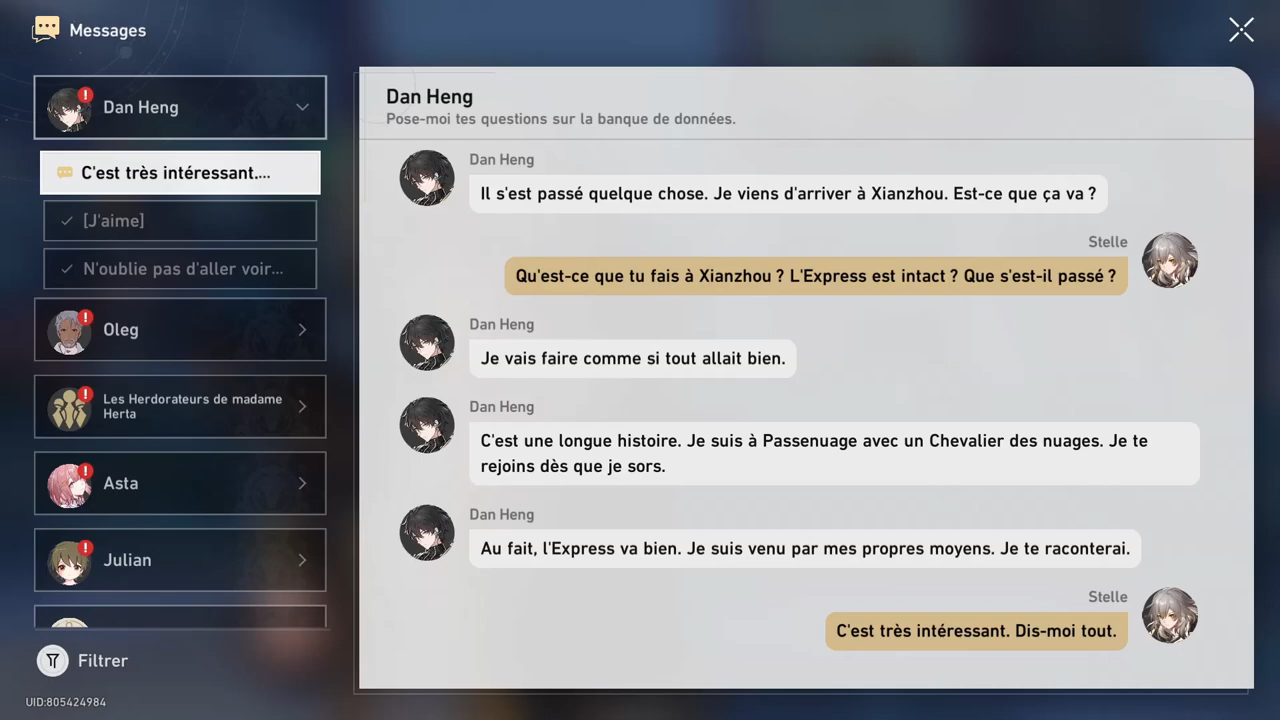 Messages
Dan Heng
C'est très intéressant....
[J'aime]
N'oublie pas d'aller voir...
Oleg
Les Herdorateurs de madame
Herta
Asta
Julian
Filtrer
UID:805424984
Dan Heng
Pose-moi tes questions sur la banque de données.
Dan Heng
Il s'est passé quelque chose. Je viens d'arriver à Xianzhou. Est-ce que ça va ?
Stelle
Qu'est-ce que tu fais à Xianzhou ? L'Express est intact ? Que s'est-il passé ?
Dan Heng
Je vais faire comme si tout allait bien.
Dan Heng
C'est une longue histoire. Je suis à Passenuage avec un Chevalier des nuages. Je te
rejoins dès que je sors.
Dan Heng
Au fait, l'Express va bien. Je suis venu par mes propres moyens. Je te raconterai.
Stelle
C'est très intéressant. Dis-moi tout.